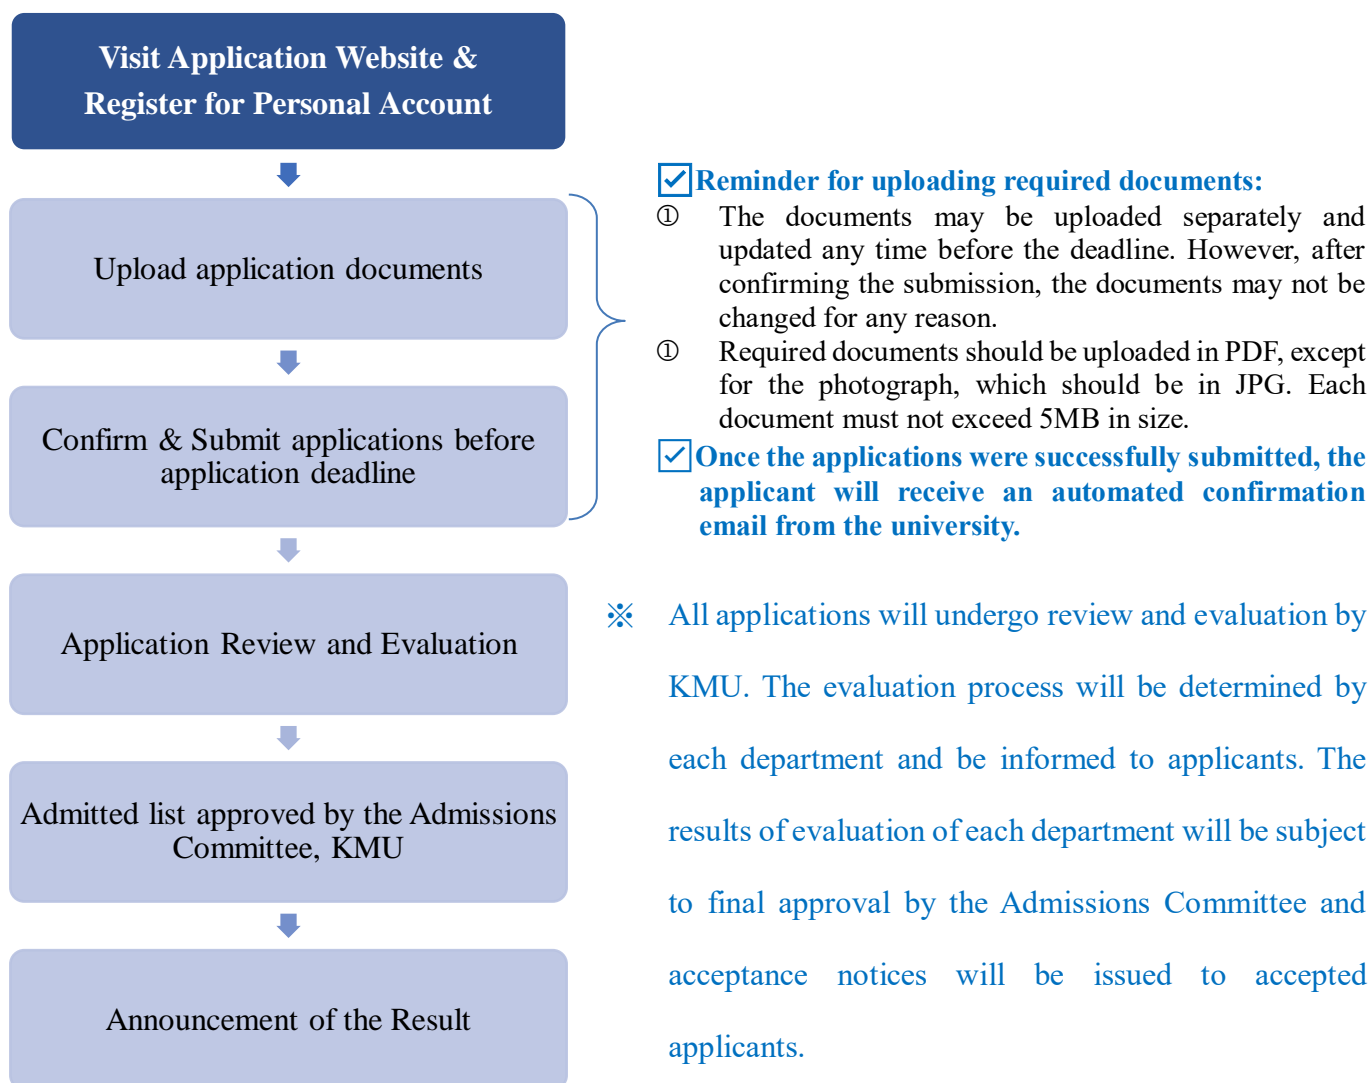 Visit Application Website &
Register for Personal Account
Upload application documents
Confirm & Submit applications before
application deadline
☑Reminder for uploading required documents:
① The documents may be uploaded separately and
updated any time before the deadline. However, after
confirming the submission, the documents may not be
changed for any reason.
① Required documents should be uploaded in PDF, except
for the photograph, which should be in JPG. Each
document must not exceed 5MB in size.
☑Once the applications were successfully submitted, the
applicant will receive an automated confirmation
email from the university.
Application Review and Evaluation
Admitted list approved by the Admissions
Committee, KMU
Announcement of the Result
※ All applications will undergo review and evaluation by
KMU. The evaluation process will be determined by
each department and be informed to applicants. The
results of evaluation of each department will be subject
to final approval by the Admissions Committee and
acceptance notices will be issued to accepted
applicants.